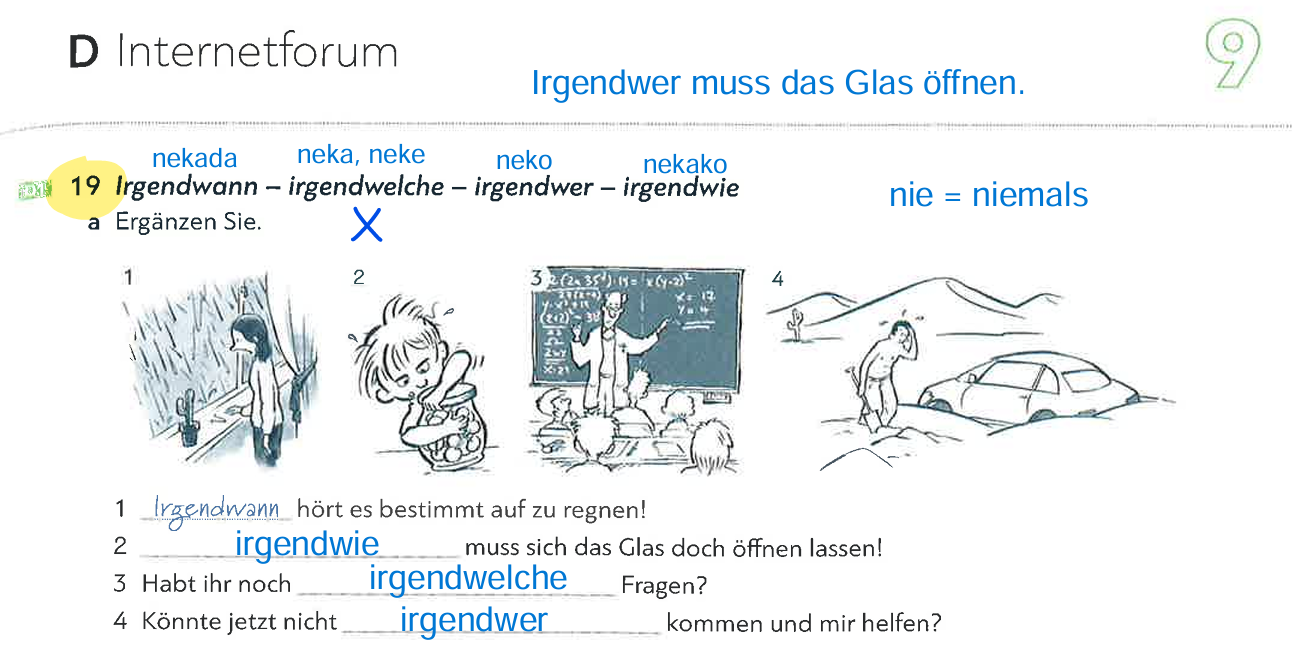 D Internetforum
9
Irgendwer muss das Glas öffnen.
nekada neka, neke neko nekako
19 Irgendwann – irgendwelche – irgendwer – irgendwie
nie = niemals
a Ergänzen Sie.
X
1 2 3 4
1 Irgendwann hört es bestimmt auf zu regnen!
2 irgendwie muss sich das Glas doch öffnen lassen!
3 Habt ihr noch irgendwelche Fragen?
4 Könnte jetzt nicht irgendwer kommen und mir helfen?